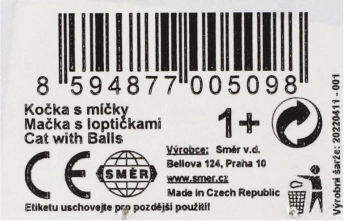 8 594877 005098
Kočka s míčky
Mačka s loptičkami
Cat with Balls
1+
CE
SMĚR
Výrobce: Směr v.d.
Bellova 124, Praha 10
www.smer.cz
Made in Czech Republic
Etiketu uschovejte pro pozdější použití!
Výrobní šarže: 20220411 - 001